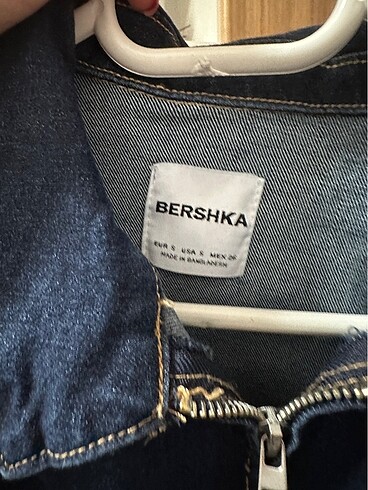 BERSHKA
EUR S USA S MEX 26
MADE IN BANGLADESH